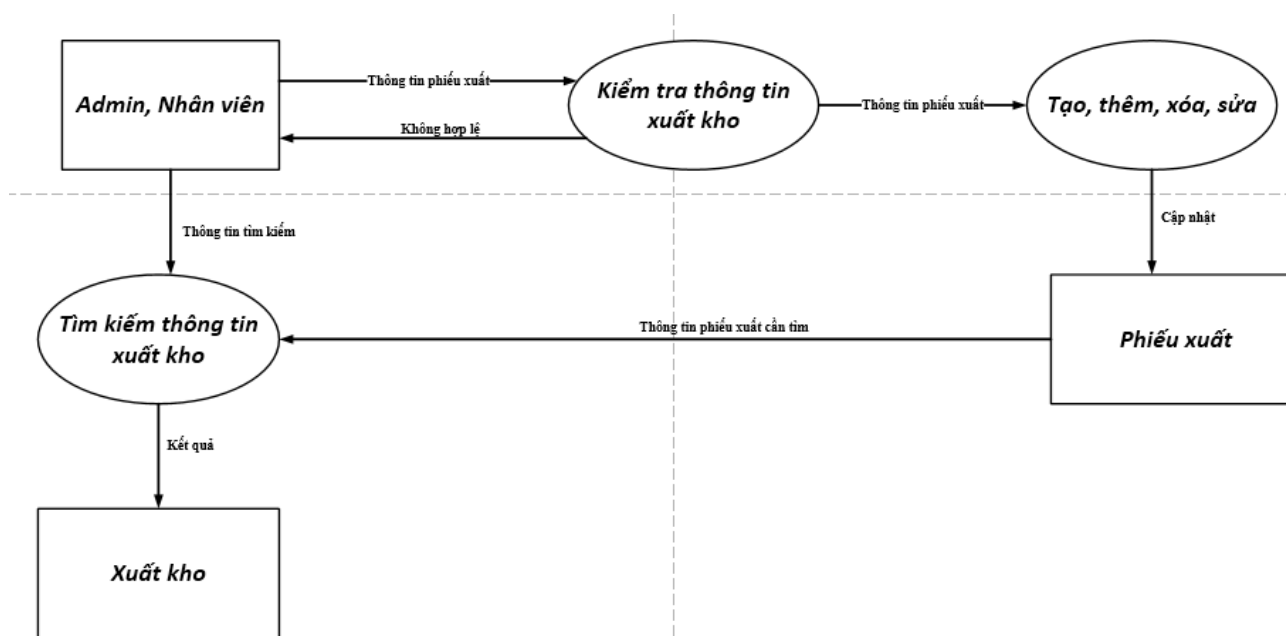 Admin, Nhân viên
Thông tin phiếu xuất
Không hợp lệ
Kiểm tra thông tin
xuất kho
Thông tin phiếu xuất
Tạo, thêm, xóa, sửa
Thông tin tìm kiếm
Cập nhật
Tìm kiếm thông tin
xuất kho
Thông tin phiếu xuất cần tìm
Phiếu xuất
Kết quả
Xuất kho